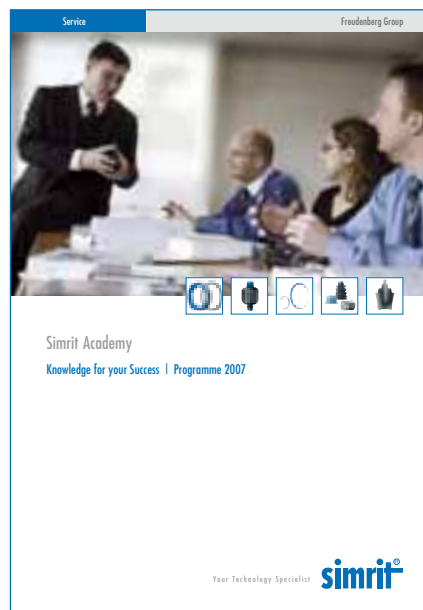 Service
Freudenberg Group
Simrit Academy
Knowledge for your Success | Programme 2007
Your Technology Specialist
simrit®